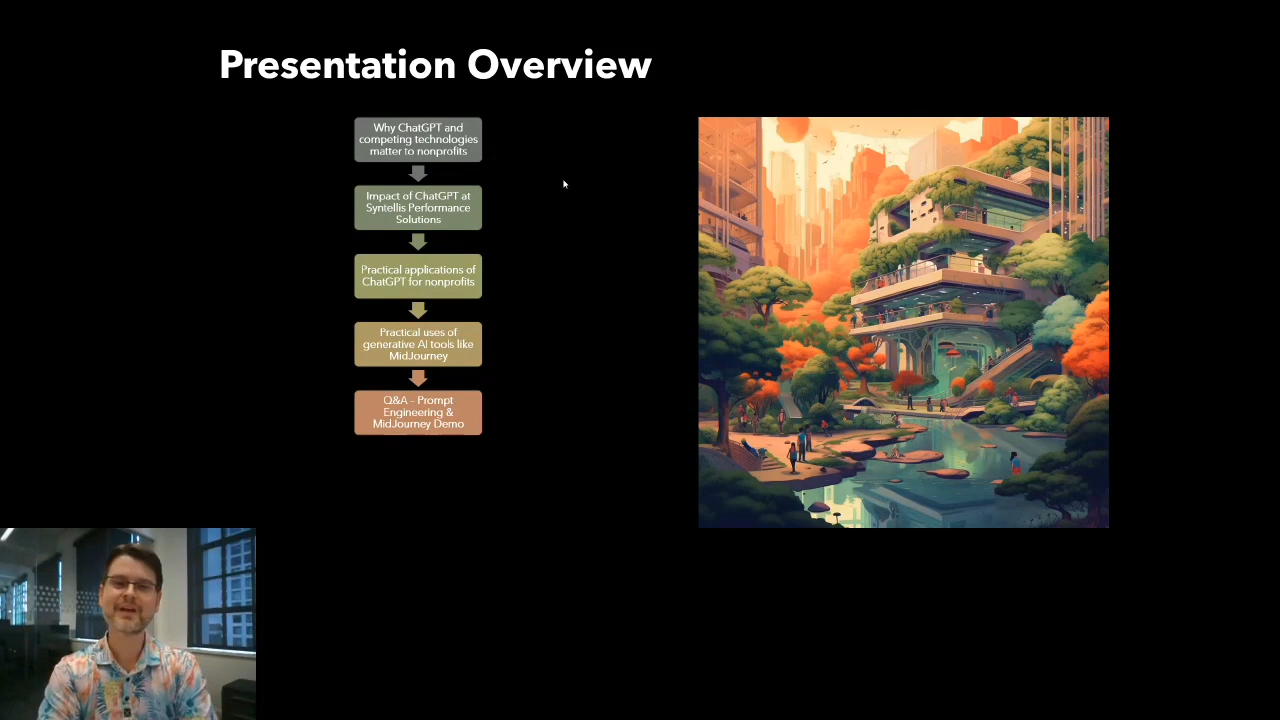 Presentation Overview
Why ChatGPT and
competing technologies
matter to nonprofits
Impact of ChatGPT at
Syntellis Performance
Solutions
Practical applications of
ChatGPT for nonprofits
Practical uses of
generative AI tools like
MidJourney
Q&A - Prompt
Engineering &
MidJourney Demo